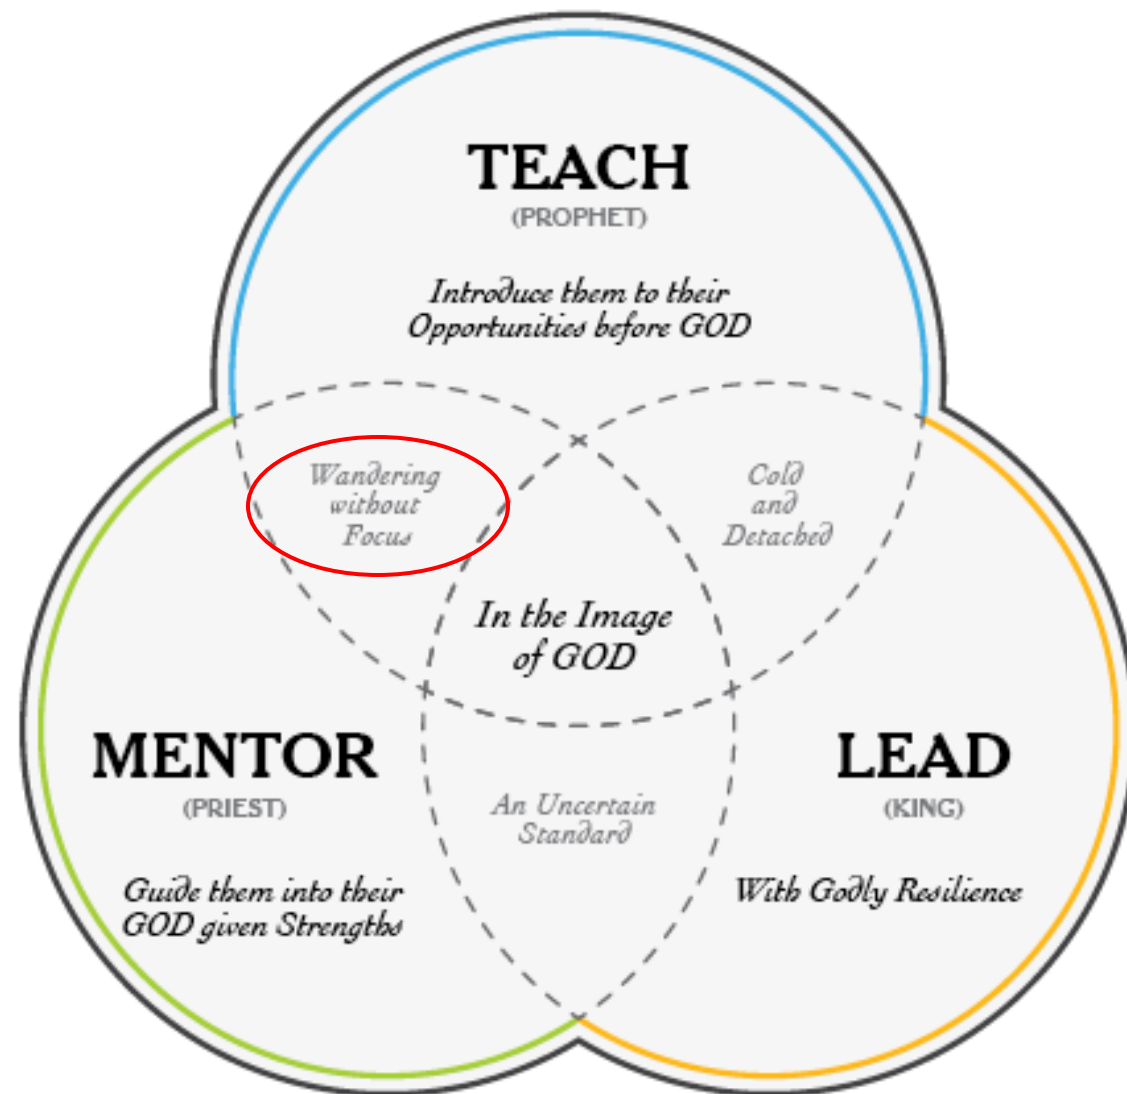 TEACH
(PROPHET)
Introduce them to their
Opportunities before GOD
Wandering
without
Focus
Cold
and
Detached
In the Image
of GOD
MENTOR
(PRIEST)
Guide them into their
GOD given Strengths
An Uncertain
Standard
LEAD
(KING)
With Godly Resilience